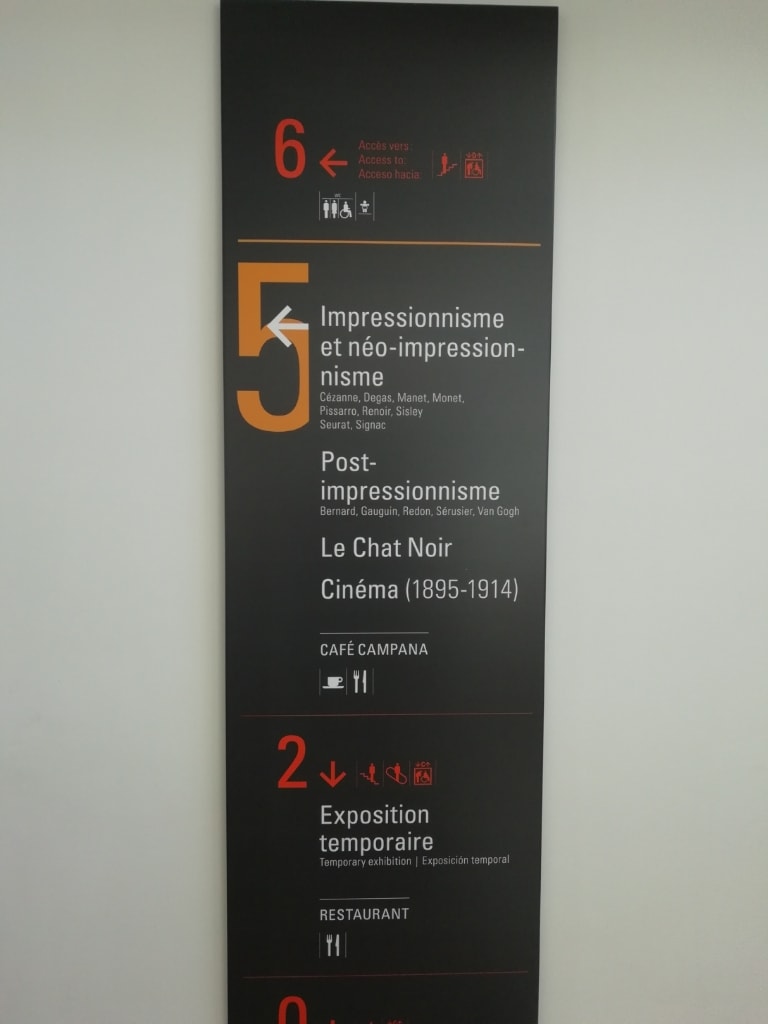 6
Accès vers:
Access to:
Acceso hacia:
5
Impressionnisme
et néo-impression-
nisme
Cézanne, Degas, Manet, Monet,
Pissarro, Renoir, Sisley
Seurat, Signac
Post-
impressionnisme
Bernard, Gauguin, Redon, Sérusier, Van Gogh
Le Chat Noir
Cinéma (1895-1914)
CAFÉ CAMPANA
2
Exposition
temporaire
Temporary exhibition | Exposición temporal
RESTAURANT